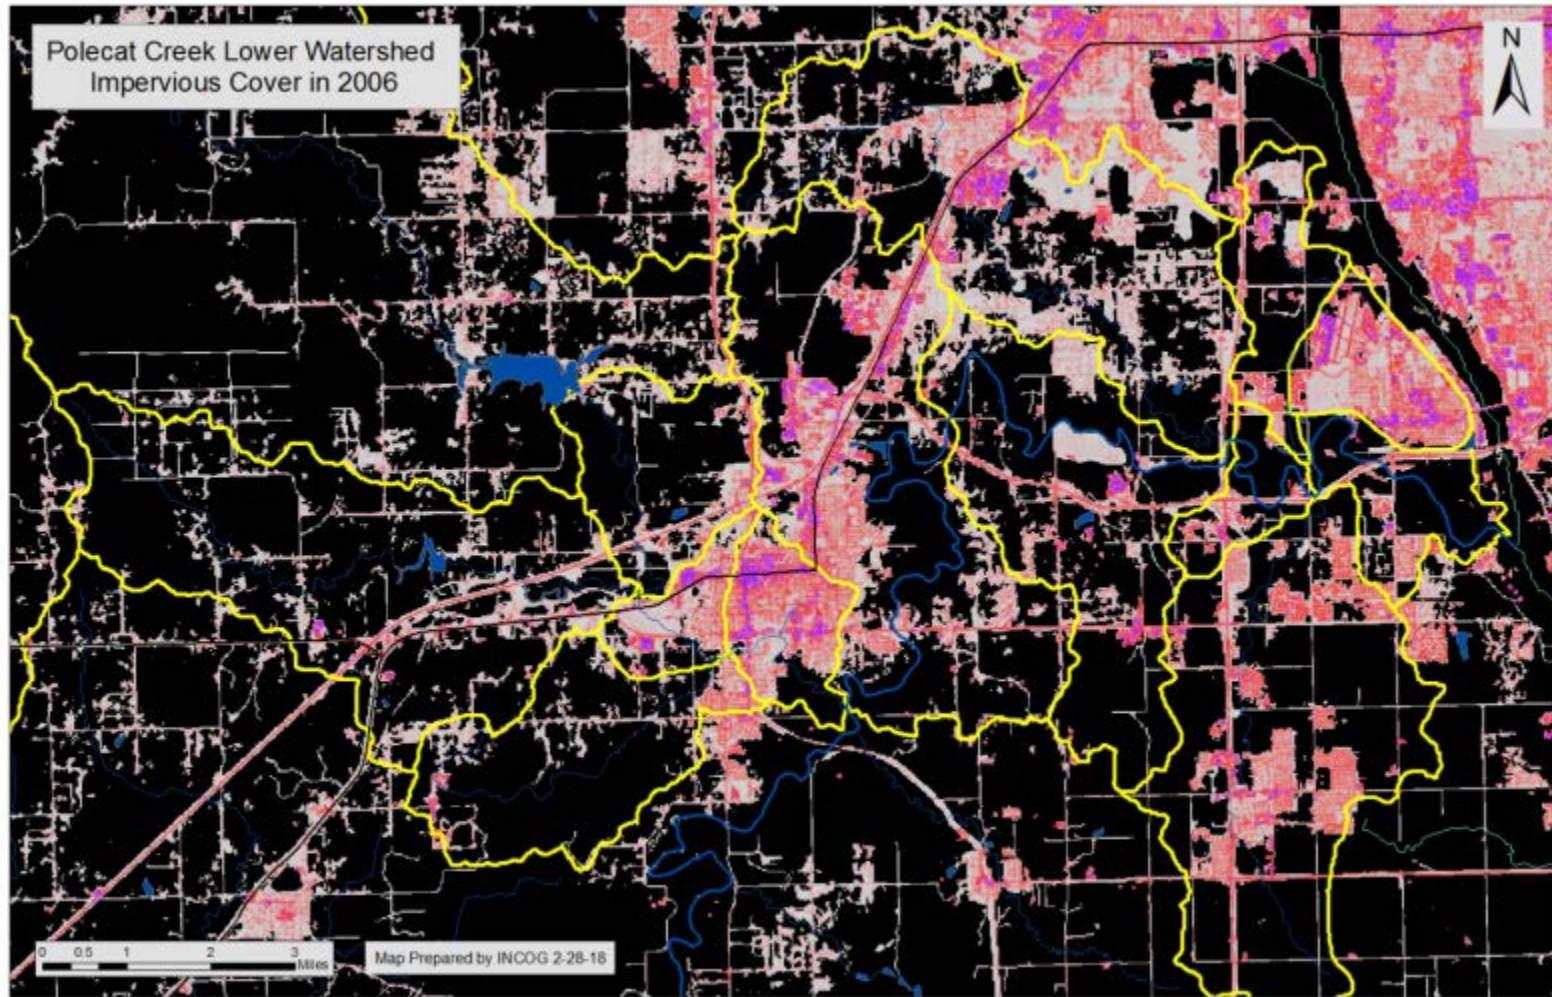 Polecat Creek Lower Watershed
Impervious Cover in 2006
N
0 0.5 1 2 3
Miles
Map Prepared by INCOG 2-28-18